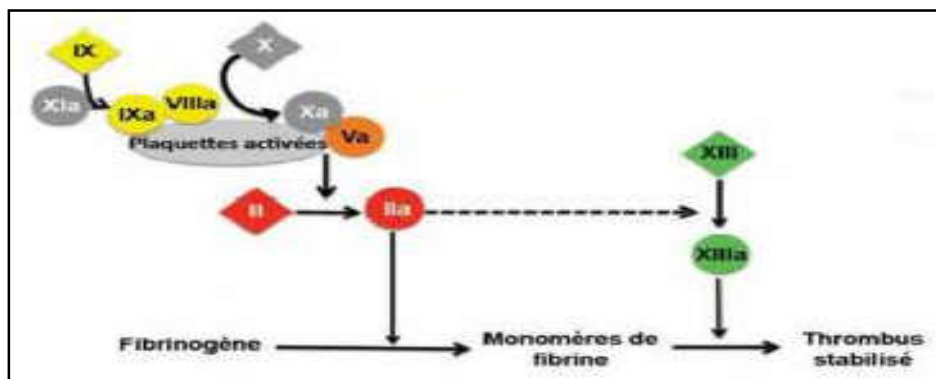 IX
X
XIa
IXa
VIIIa
Xa
Va
Plaquettes activées
XIII
II
IIa
XIIIa
Fibrinogène
Monomères de
fibrine
Thrombus
stabilisé